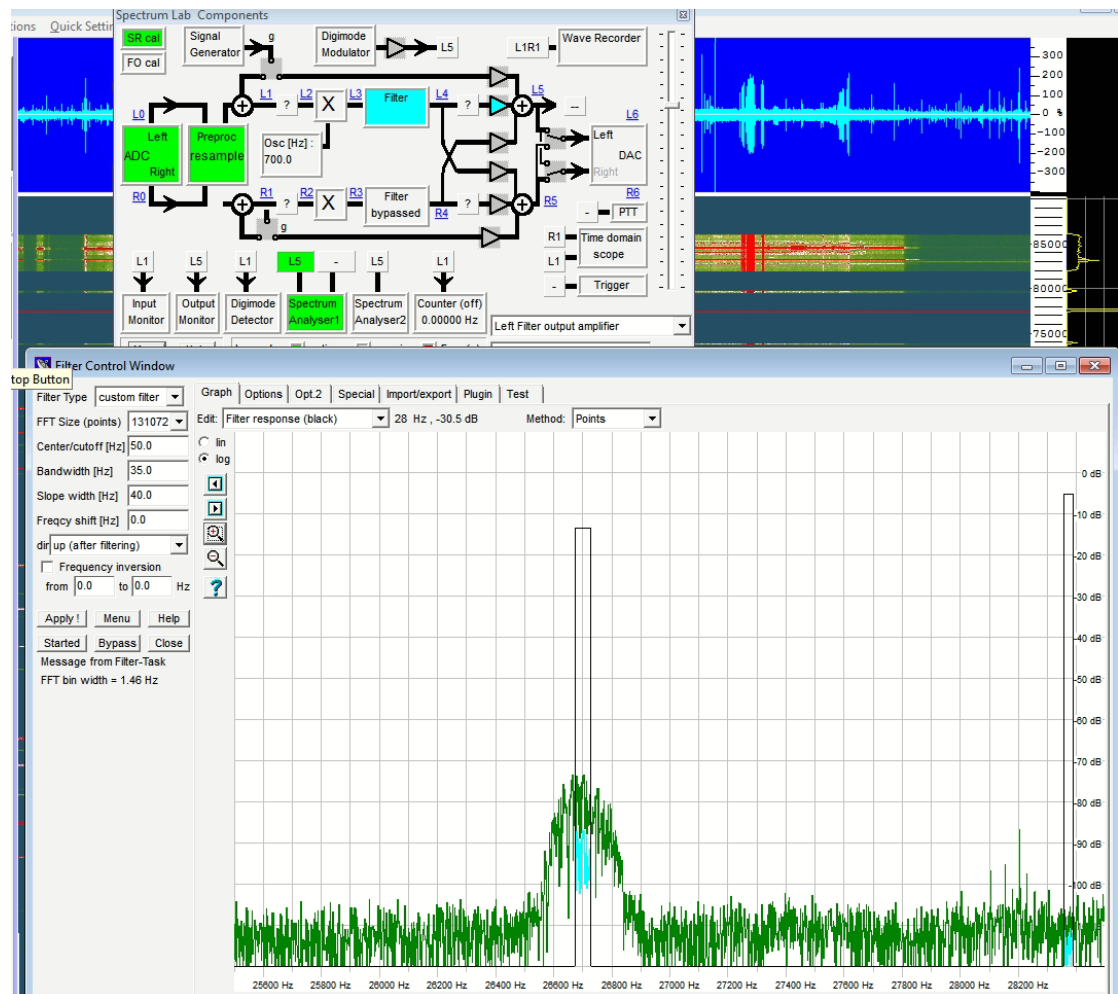 Spectrum Lab Components
ions Quick Settin
SR cal
FO cal
Signal Generator
g
Digimode Modulator
L5
L1R1
Wave Recorder
L0
L1
?
L2
X
L3
Filter
L4
?
L5
--
L6
Left
ADC
Right
Preproc resample
Osc [Hz] :
700.0
Left
DAC
Right
R0
R1
?
R2
X
R3
Filter bypassed
R4
?
R5
R6
g
-
PTT
R1
L1
Time domain scope
-
Trigger
L1
L5
L1
L5
-
L5
L1
Input Monitor
Output Monitor
Digimode Detector
Spectrum Analyser1
Spectrum Analyser2
Counter (off)
0.00000 Hz
Left Filter output amplifier
300
200
100
0 %
-100
-200
-300
85000
80000
75000
Filter Control Window
top Button
Filter Type custom filter
FFT Size (points) 131072
Center/cutoff [Hz] 50.0
Bandwidth [Hz] 35.0
Slope width [Hz] 40.0
Freqcy shift [Hz] 0.0
dir up (after filtering)
Frequency inversion
from 0.0 to 0.0 Hz
Apply ! Menu Help
Started Bypass Close
Message from Filter-Task
FFT bin width = 1.46 Hz
Graph Options Opt.2 Special Import/export Plugin Test
Edit: Filter response (black) 28 Hz , -30.5 dB Method: Points
lin
log
?
0 dB
-10 dB
-20 dB
-30 dB
-40 dB
-50 dB
-60 dB
-70 dB
-80 dB
-90 dB
-100 dB
25600 Hz 25800 Hz 26000 Hz 26200 Hz 26400 Hz 26600 Hz 26800 Hz 27000 Hz 27200 Hz 27400 Hz 27600 Hz 27800 Hz 28000 Hz 28200 Hz